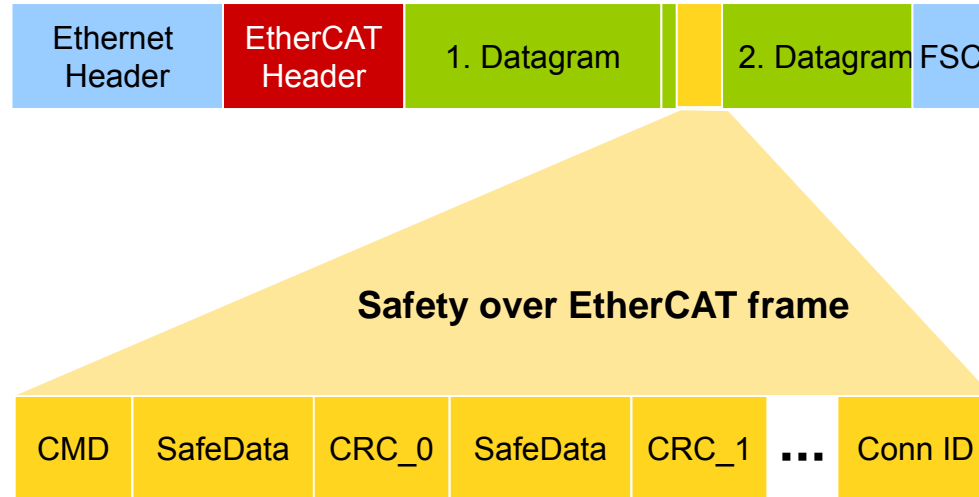 Ethernet
Header
EtherCAT
Header
1. Datagram
2. Datagram
FSC
Safety over EtherCAT frame
CMD
SafeData
CRC_0
SafeData
CRC_1
...
Conn ID